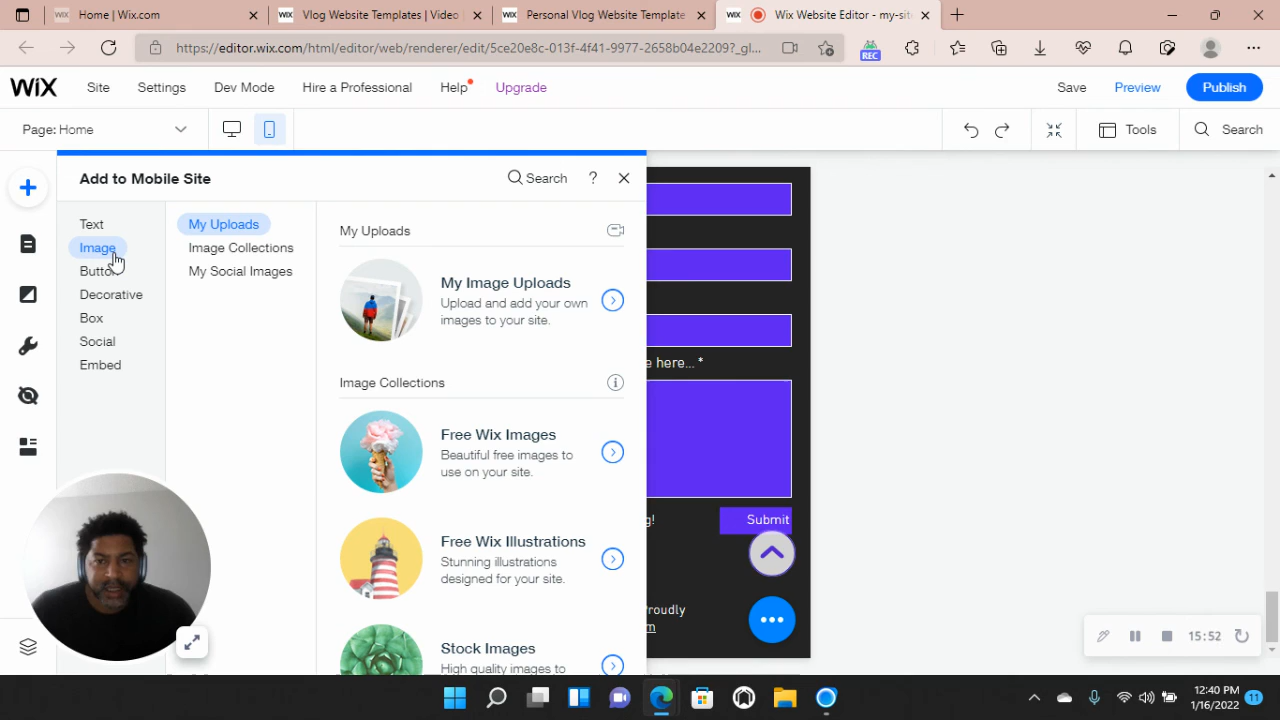 Home | Wix.com
WIX Vlog Website Templates | Video
WIX Personal Vlog Website Template
WIX Wix Website Editor - my-sit
https://editor.wix.com/html/editor/web/renderer/edit/5ce20e8c-013f-4f41-9977-2658b04e2209?_gl...
REC
WiX Site Settings Dev Mode Hire a Professional Help Upgrade Save Preview Publish
Page: Home Tools Search
Add to Mobile Site Search ?
Text
Image
Button
Decorative
Box
Social
Embed
My Uploads
Image Collections
My Social Images
My Uploads
My Image Uploads
Upload and add your own
images to your site.
Image Collections
Free Wix Images
Beautiful free images to
use on your site.
Free Wix Illustrations
Stunning illustrations
designed for your site.
Stock Images
High quality images to
e here...*
g! Submit
Proudly
m
15:52
12:40 PM
1/16/2022
11